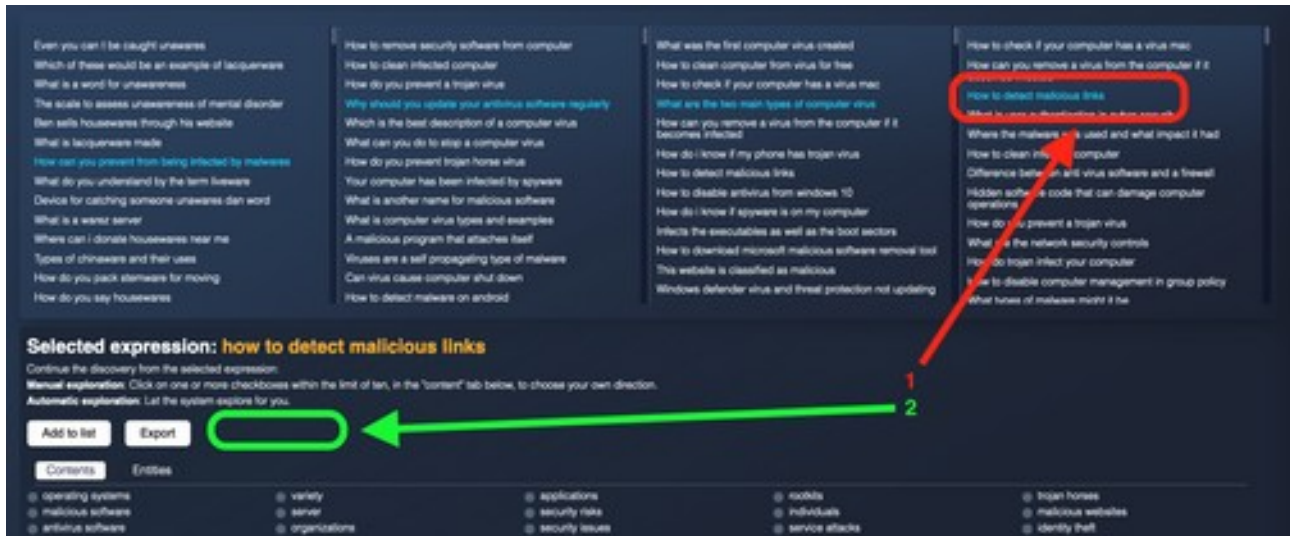 Even you can t be caught unawares
Which of these would be an example of lacquerware
What is a word for unawareness
The scale to assess unawareness of mental disorder
Ben sells housewares through his website
What is lacquerware made
How can you prevent from being infected by malwares
What do you understand by the term liveware
Device for catching someone unawares dan word
What is a warez server
Where can i donate housewares near me
Types of chinaware and their uses
How do you pack stemware for moving
How do you say housewares
How to remove security software from computer
How to clean infected computer
How do you prevent a trojan virus
Why should you update your antivirus software regularly
Which is the best description of a computer virus
What can you do to stop a computer virus
How do you prevent trojan horse virus
Your computer has been infected by spyware
What is another name for malicious software
What is computer virus types and examples
A malicious program that attaches itself
Viruses are a self propagating type of malware
Can virus cause computer shut down
How to detect malware on android
What was the first computer virus created
How to clean computer from virus for free
How to check if your computer has a virus mac
What are the two main types of computer virus
How can you remove a virus from the computer if it
becomes infected
How do i know if my phone has trojan virus
How to detect malicious links
How to disable antivirus from windows 10
How do i know if spyware is on my computer
Infects the executables as well as the boot sectors
How to download microsoft malicious software removal tool
This website is classified as malicious
Windows defender virus and threat protection not updating
How to check if your computer has a virus mac
How can you remove a virus from the computer if it
How to detect malicious links
Where the malware was used and what impact it had
How to clean infected computer
Difference between anti virus software and a firewall
Hidden software code that can damage computer
operations
How do you prevent a trojan virus
What are the network security controls
How do trojan infect your computer
How to disable computer management in group policy
What types of malware might it be
Selected expression: how to detect malicious links
Continue the discovery from the selected expression:
Manual exploration: Click on one or more checkboxes within the limit of ten, in the "content" tab below, to choose your own direction.
Automatic exploration: Let the system explore for you.
1
2
Add to list Export
Contents Entities
operating systems variety applications rootkits trojan horses
malicious software server security risks individuals malicious websites
antivirus software organizations security issues service attacks identity theft